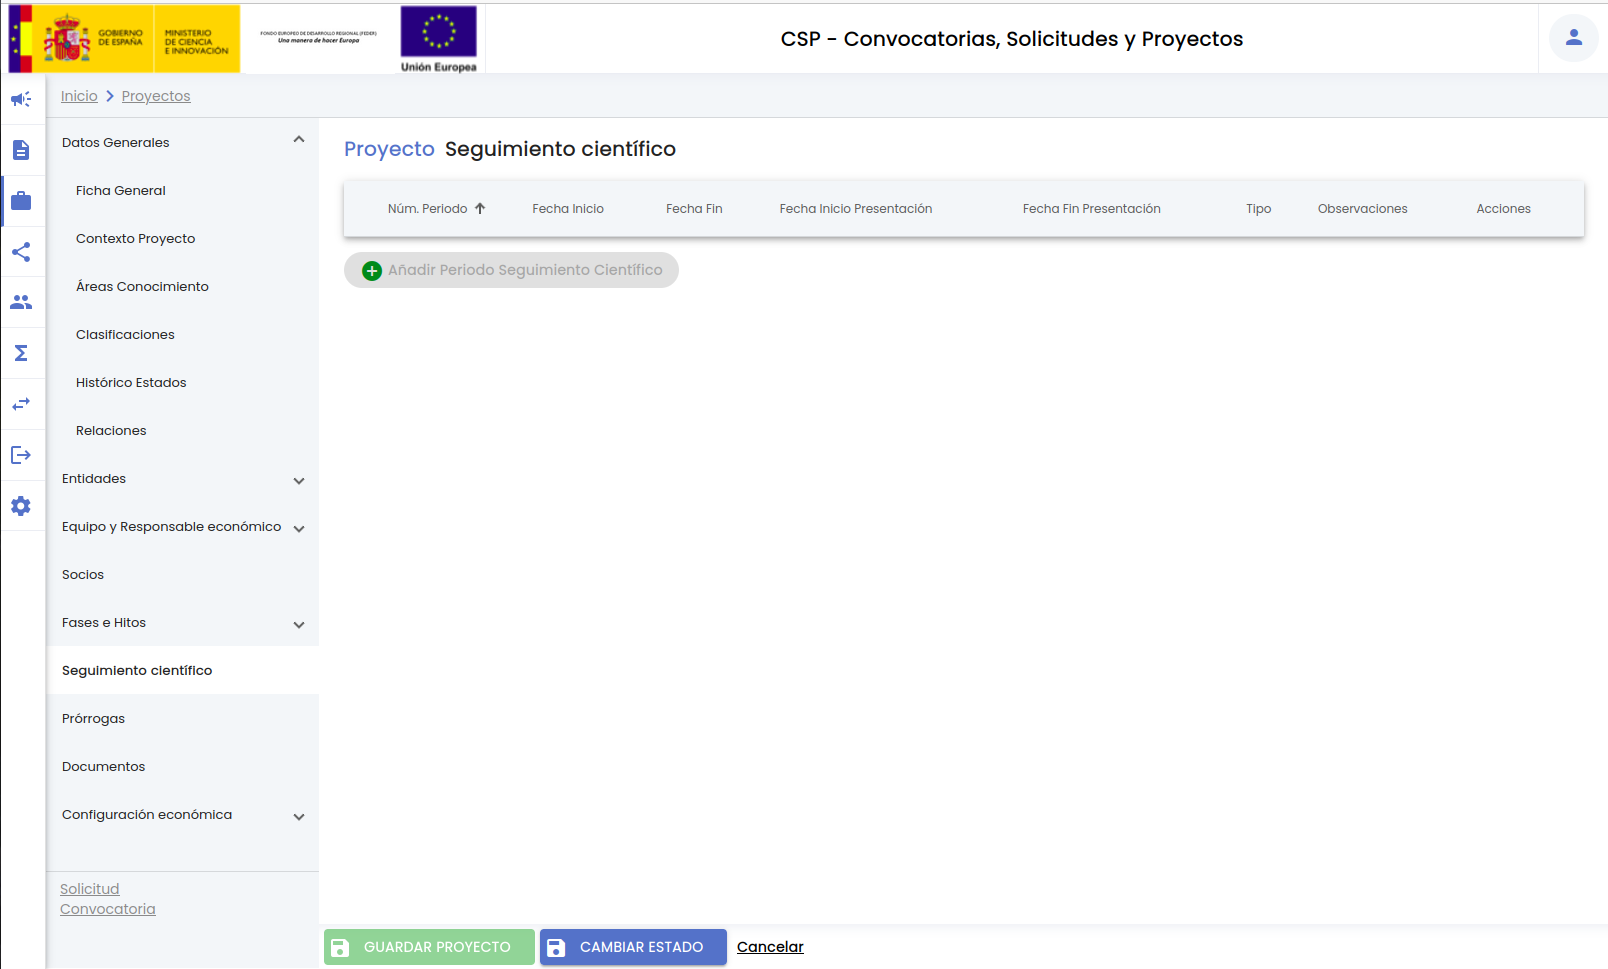 GOBIERNO
DE ESPAÑA
MINISTERIO
DE CIENCIA
E INNOVACIÓN
FONDO EUROPEO DE DESARROLLO REGIONAL (FEDER)
Una manera de hacer Europa
Unión Europea
CSP - Convocatorias, Solicitudes y Proyectos
Inicio
Proyectos
Datos Generales
Ficha General
Contexto Proyecto
Áreas Conocimiento
Clasificaciones
Histórico Estados
Relaciones
Entidades
Equipo y Responsable económico
Socios
Fases e Hitos
Seguimiento científico
Prórrogas
Documentos
Configuración económica
Solicitud
Convocatoria
Proyecto Seguimiento científico
Núm. Periodo Fecha Inicio Fecha Fin Fecha Inicio Presentación Fecha Fin Presentación Tipo Observaciones Acciones
Añadir Periodo Seguimiento Científico
GUARDAR PROYECTO CAMBIAR ESTADO Cancelar